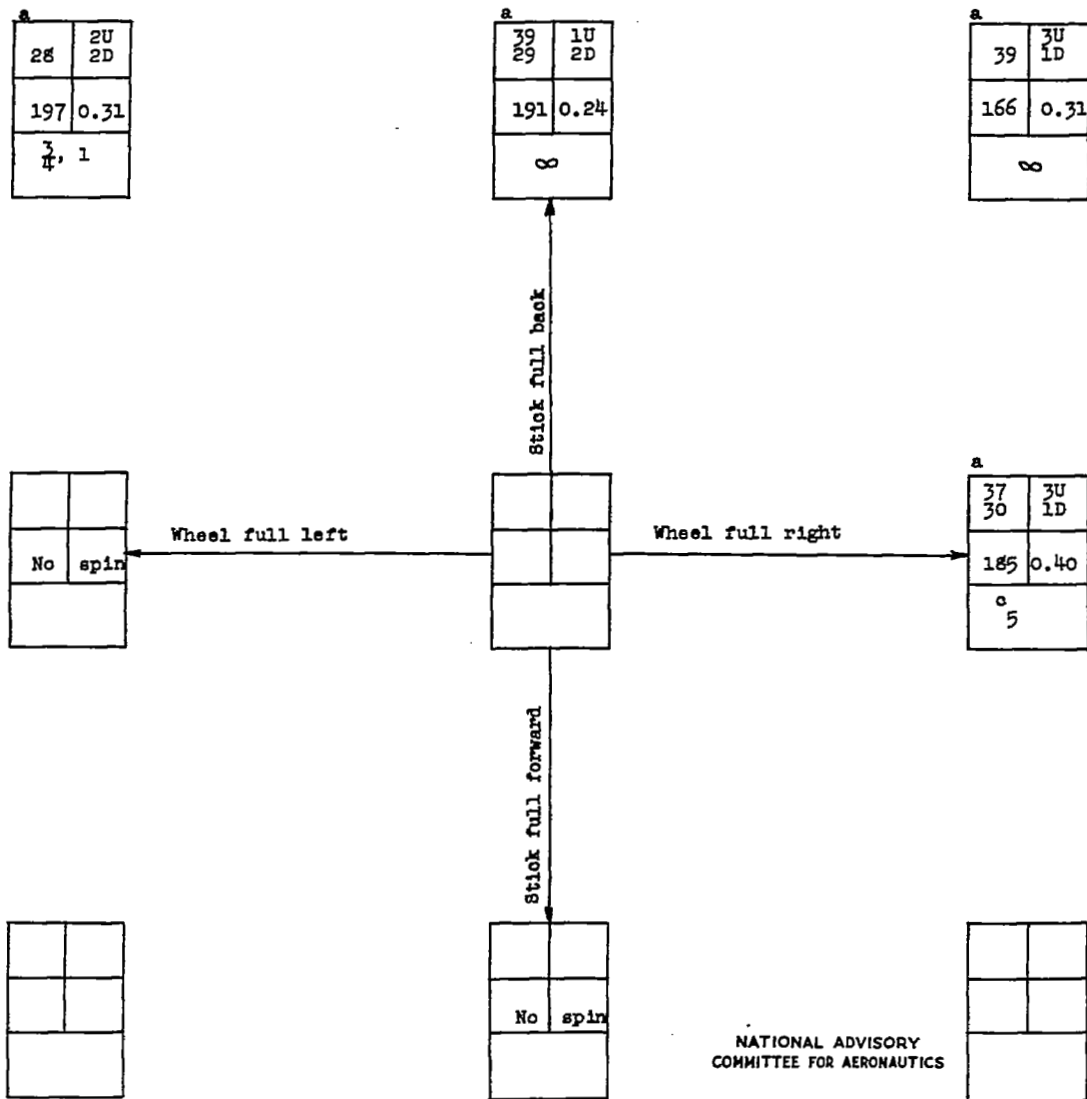 a
28 2U
2D
197 0.31
3/4, 1
a
39 1U
29 2D
191 0.24
∞
a
39 3U
1D
166 0.31
∞
Stick full back
Wheel full left
Wheel full right
No spin
a
37 3U
30 1D
185 0.40
c
5
Stick full forward
No spin
NATIONAL ADVISORY
COMMITTEE FOR AERONAUTICS